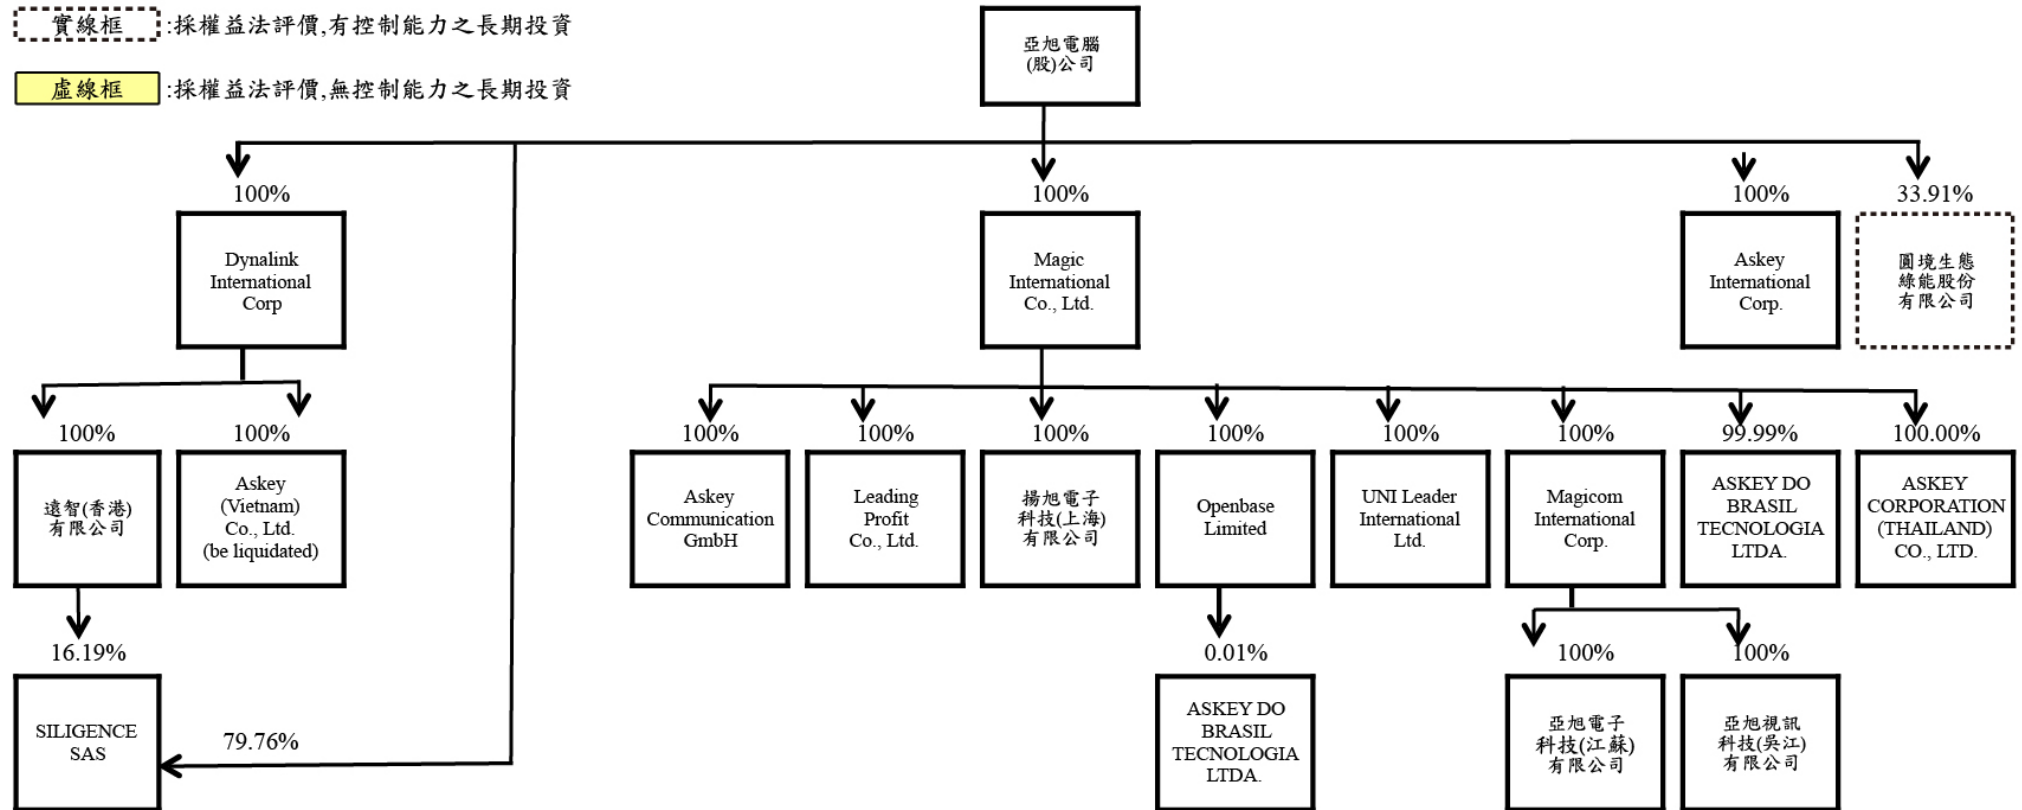 實線框 :採權益法評價,有控制能力之長期投資
虛線框 :採權益法評價,無控制能力之長期投資
亞旭電腦
(股)公司
100%
100%
100%
33.91%
Dynalink
International
Corp
Magic
International
Co., Ltd.
Askey
International
Corp.
圓境生態
綠能股份
有限公司
100%
100%
100%
100%
100%
100%
100%
100%
99.99%
100.00%
遠智(香港)
有限公司
Askey
(Vietnam)
Co., Ltd.
(be liquidated)
Askey
Communication
GmbH
Leading
Profit
Co., Ltd.
揚旭電子
科技(上海)
有限公司
Openbase
Limited
UNI Leader
International
Ltd.
Magicom
International
Corp.
ASKEY DO
BRASIL
TECNOLOGIA
LTDA.
ASKEY
CORPORATION
(THAILAND)
CO., LTD.
16.19%
0.01%
100%
100%
SILIGENCE
SAS
79.76%
ASKEY DO
BRASIL
TECNOLOGIA
LTDA.
亞旭電子
科技(江蘇)
有限公司
亞旭視訊
科技(吳江)
有限公司